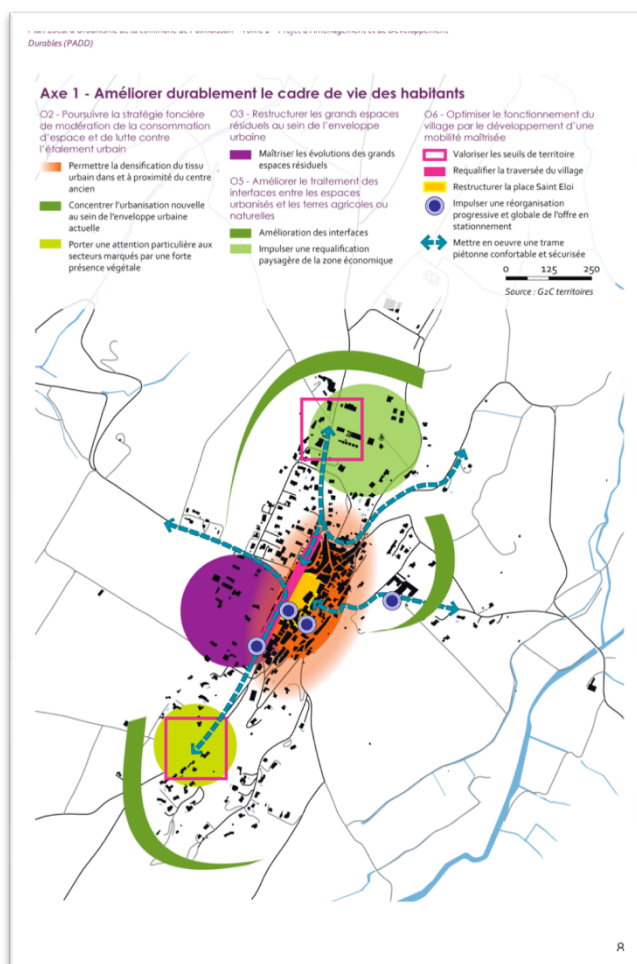 Durables (PADD)
Axe 1 - Améliorer durablement le cadre de vie des habitants
O2 - Poursuivre la stratégie foncière
de modération de la consommation
d'espace et de lutte contre
l'étalement urbain
Permettre la densification du tissu
urbain dans et à proximité du centre
ancien
Concentrer l'urbanisation nouvelle
au sein de l'enveloppe urbaine
actuelle
Porter une attention particulière aux
secteurs marqués par une forte
présence végétale
O3 - Restructurer les grands espaces
résiduels au sein de l'enveloppe
urbaine
Maîtriser les évolutions des grands
espaces résiduels
O5 - Améliorer le traitement des
interfaces entre les espaces
urbanisés et les terres agricoles ou
naturelles
Amélioration des interfaces
Impulser une requalification
paysagère de la zone économique
O6 - Optimiser le fonctionnement du
village par le développement d'une
mobilité maîtrisée
Valoriser les seuils de territoire
Requalifier la traversée du village
Restructurer la place Saint Eloi
Impulser une réorganisation
progressive et globale de l'offre en
stationnement
Mettre en oeuvre une trame
piétonne confortable et sécurisée
0 125 250
Source : G2C territoires
8